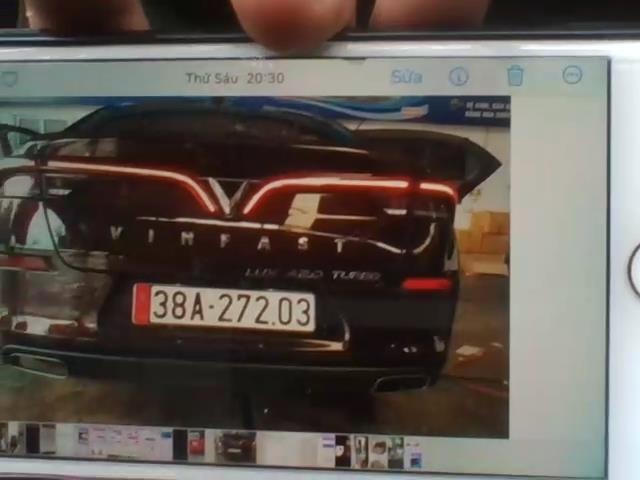 Thứ Sáu 20:30
Sửa
VINFAST
LUX A2.0 TURBO
38A-272.03